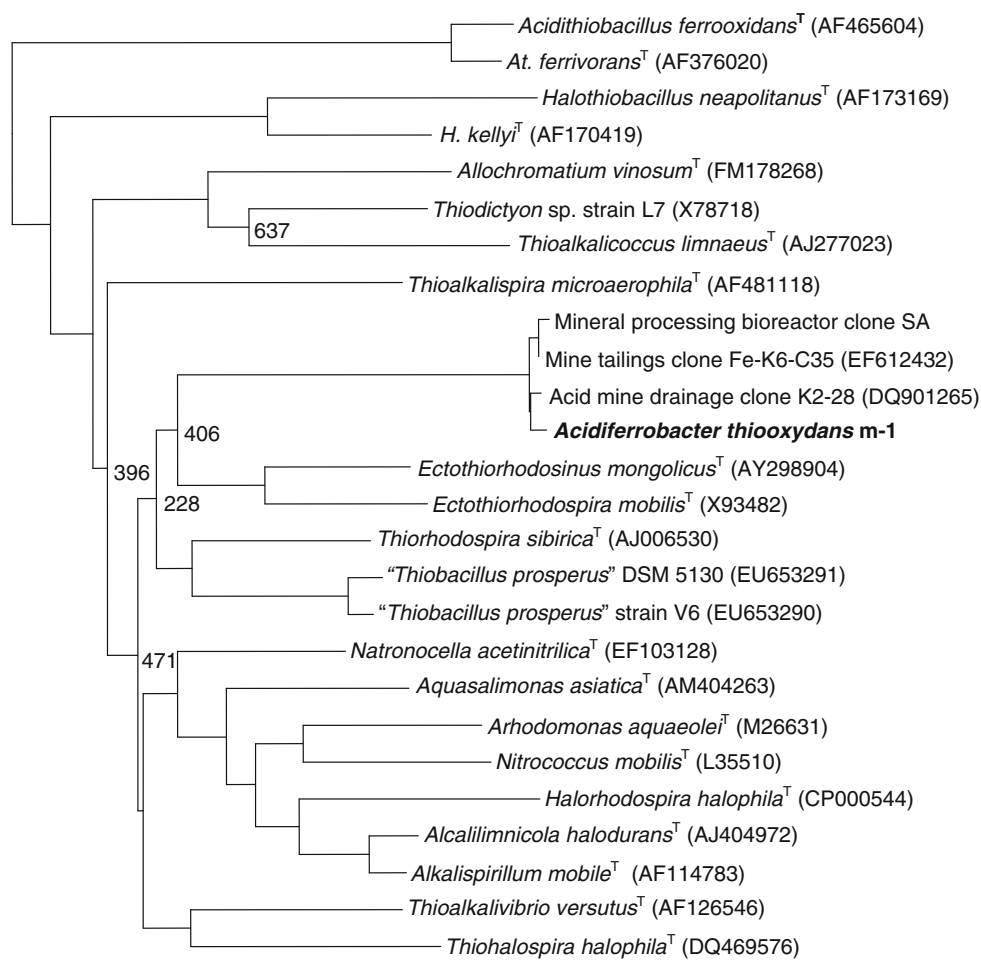 Acidithiobacillus ferrooxidansT (AF465604)
At. ferrivoransT (AF376020)
Halothiobacillus neapolitanusT (AF173169)
H. kellyiT (AF170419)
Allochromatium vinosumT (FM178268)
Thiodictyon sp. strain L7 (X78718)
637
Thioalkalicoccus limnaeusT (AJ277023)
Thioalkalispira microaerophilaT (AF481118)
Mineral processing bioreactor clone SA
Mine tailings clone Fe-K6-C35 (EF612432)
Acid mine drainage clone K2-28 (DQ901265)
Acidiferrobacter thiooxydans m-1
406
396
Ectothiorhodosinus mongolicusT (AY298904)
228
Ectothiorhodospira mobilisT (X93482)
Thiorhodospira sibiricaT (AJ006530)
“Thiobacillus prosperus” DSM 5130 (EU653291)
“Thiobacillus prosperus” strain V6 (EU653290)
471
Natronocella acetinitrilicaT (EF103128)
Aquasalimonas asiaticaT (AM404263)
Arhodomonas aquaeoleiT (M26631)
Nitrococcus mobilisT (L35510)
Halorhodospira halophilaT (CP000544)
Alcalilimnicola haloduransT (AJ404972)
Alkalispirillum mobileT (AF114783)
Thioalkalivibrio versutusT (AF126546)
Thiohalospira halophilaT (DQ469576)